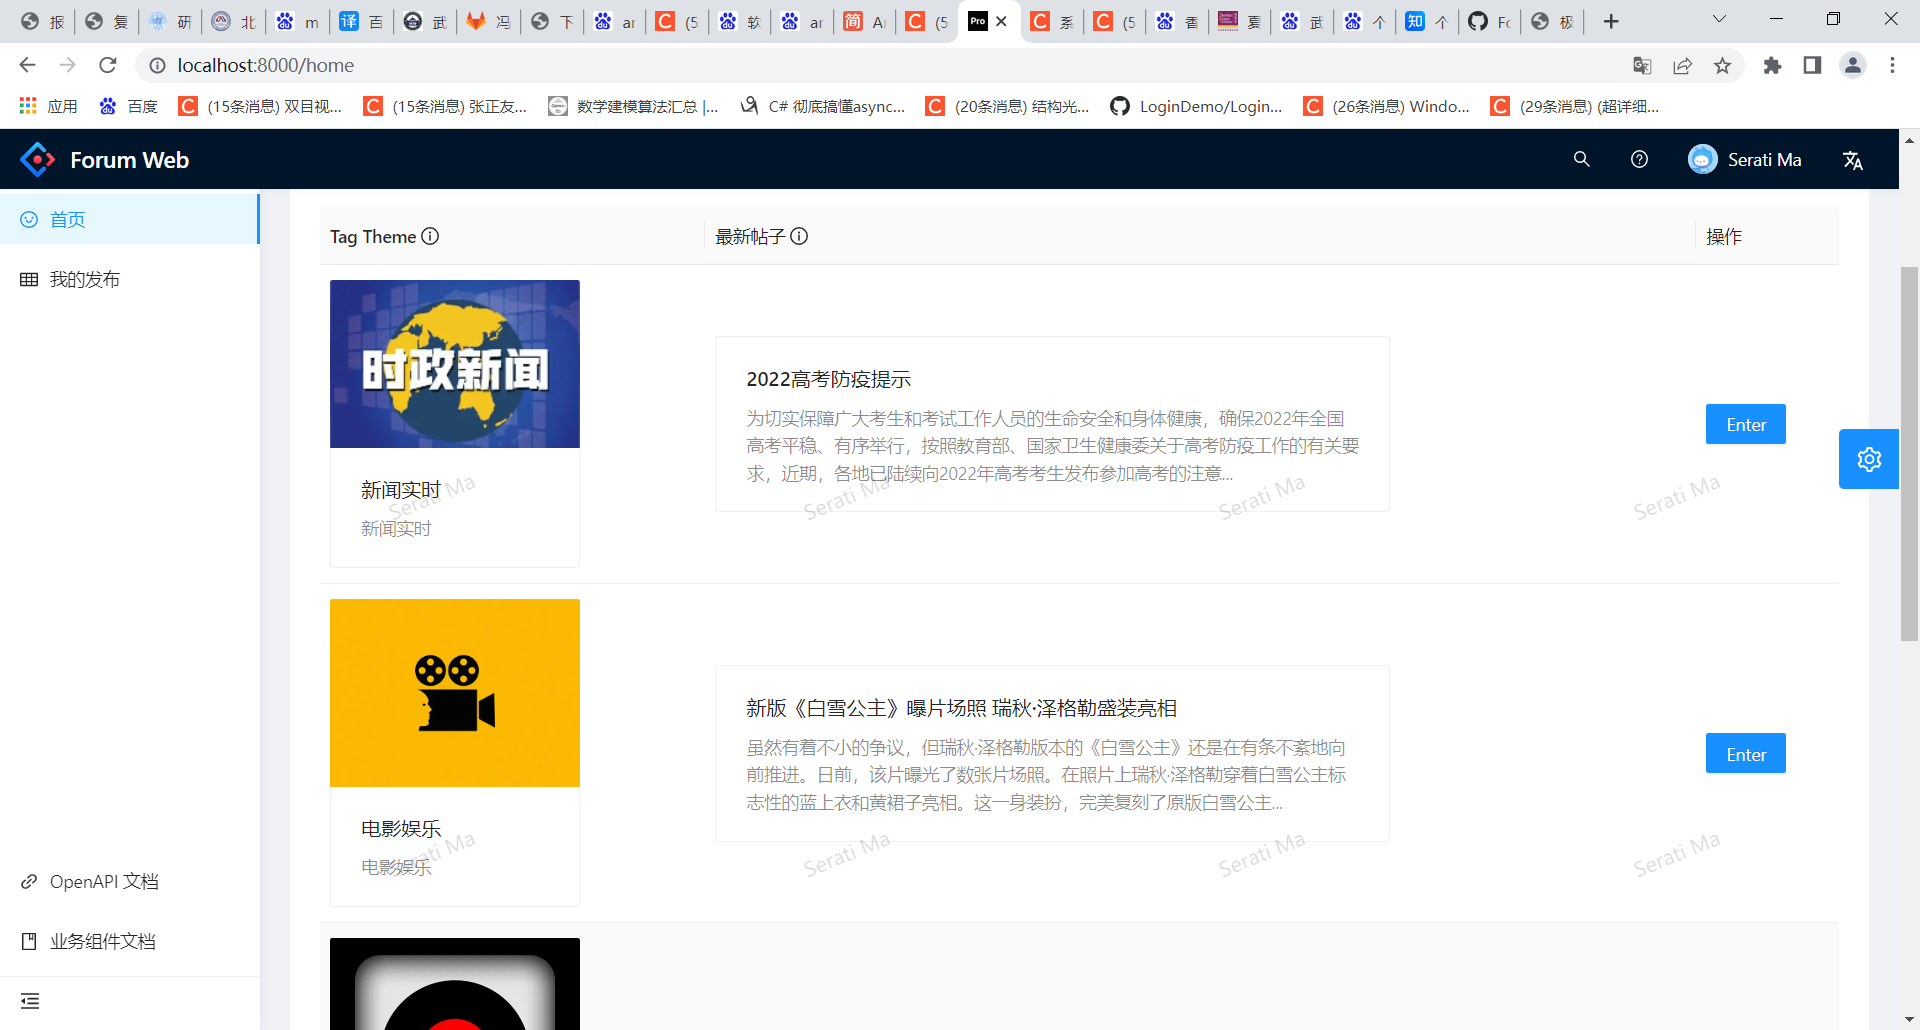 报
复
研
北
m
百
武
冯
下
ar
(5
软
ar
Ar
(5
Pro
系
(5
香
夏
武
个
知 个
Fo
极
localhost:8000/home
应用
百度
(15条消息) 双目视...
(15条消息) 张正友...
数学建模算法汇总 |...
C# 彻底搞懂async...
(20条消息) 结构光...
LoginDemo/Login...
(26条消息) Windo...
(29条消息) (超详细...
Forum Web
Serati Ma
首页
我的发布
OpenAPI 文档
业务组件文档
Tag Theme
最新帖子
操作
时政新闻
新闻实时
新闻实时
2022高考防疫提示
为切实保障广大考生和考试工作人员的生命安全和身体健康，确保2022年全国
高考平稳、有序举行，按照教育部、国家卫生健康委关于高考防疫工作的有关要
求，近期，各地已陆续向2022年高考考生发布参加高考的注意...
Enter
Serati Ma
Serati Ma
Serati Ma
Serati Ma
电影娱乐
电影娱乐
新版《白雪公主》曝片场照 瑞秋·泽格勒盛装亮相
虽然有着不小的争议，但瑞秋·泽格勒版本的《白雪公主》还是在有条不紊地向
前推进。日前，该片曝光了数张片场照。在照片上瑞秋·泽格勒穿着白雪公主标
志性的蓝上衣和黄裙子亮相。这一身装扮，完美复刻了原版白雪公主...
Enter
Serati Ma
Serati Ma
Serati Ma
Serati Ma